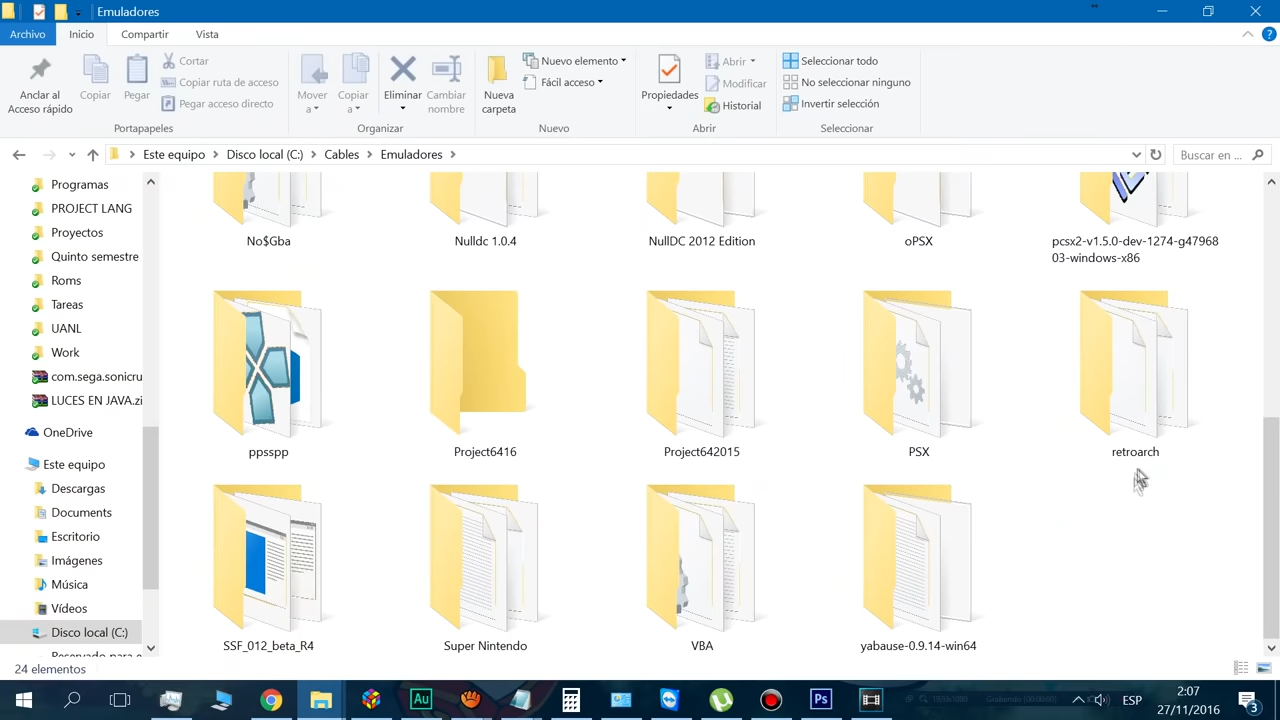 Emuladores
Archivo
Inicio
Compartir
Vista
Anclar al
Acceso rápido
Copiar
Pegar
Cortar
Copiar ruta de acceso
Pegar acceso directo
Portapapeles
Mover
a
Copiar
a
Eliminar
Cambiar
nombre
Organizar
Nueva
carpeta
Nuevo elemento
Fácil acceso
Nuevo
Propiedades
Abrir
Modificar
Historial
Abrir
Seleccionar todo
No seleccionar ninguno
Invertir selección
Seleccionar
Este equipo > Disco local (C:) > Cables > Emuladores >
Buscar en ...
Programas
PROJECT LANG
Proyectos
Quinto semestre
Roms
Tareas
UANL
Work
com.sega.sonicru
LUCES EN JAVA.zi
OneDrive
Este equipo
Descargas
Documents
Escritorio
Imágenes
Música
Vídeos
Disco local (C:)
Reservado para e
No$Gba
Nulldc 1.0.4
NullDC 2012 Edition
oPSX
pcsx2-v1.5.0-dev-1274-g47968
03-windows-x86
ppsspp
Project6416
Project642015
PSX
retroarch
SSF_012_beta_R4
Super Nintendo
VBA
yabause-0.9.14-win64
24 elementos
Au
Ps
ESP
2:07
27/11/2016
3